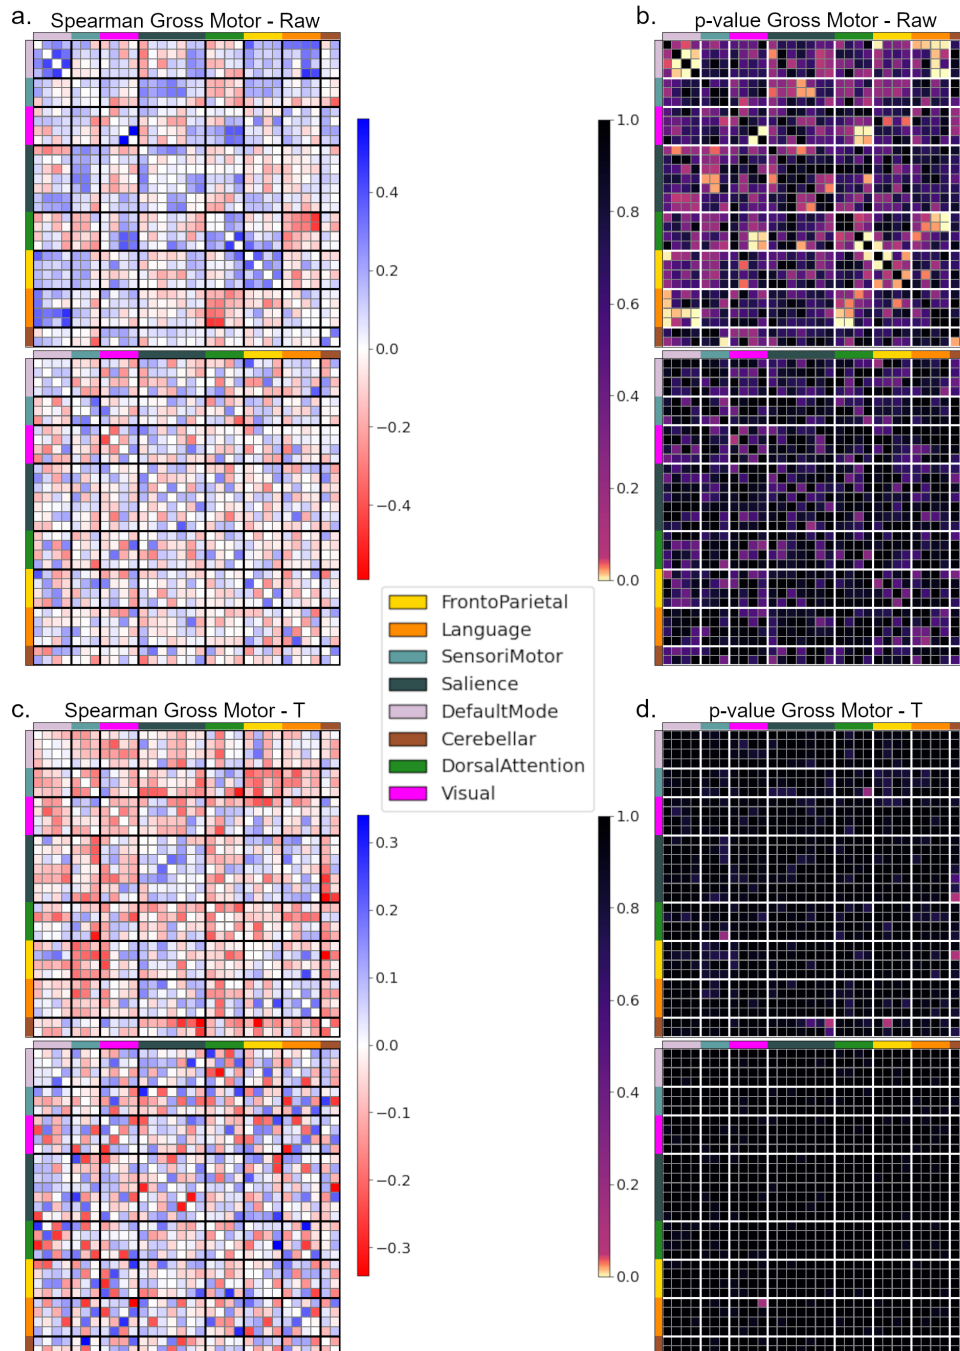 a.
Spearman Gross Motor - Raw
b.
p-value Gross Motor - Raw
0.4
0.2
0.0
−0.2
−0.4
1.0
0.8
0.6
0.4
0.2
0.0
FrontoParietal
Language
SensoriMotor
Salience
DefaultMode
Cerebellar
DorsalAttention
Visual
c.
Spearman Gross Motor - T
d.
p-value Gross Motor - T
0.3
0.2
0.1
0.0
−0.1
−0.2
−0.3
1.0
0.8
0.6
0.4
0.2
0.0